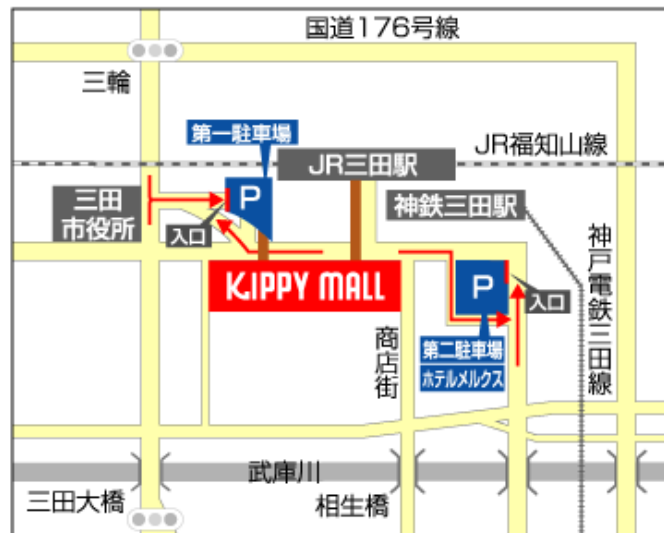 国道176号線
三輪
第一駐車場
JR福知山線
JR三田駅
P
三田
市役所
神鉄三田駅
入口
KIPPY MALL
P
入口
神戸電鉄三田線
商店街
第二駐車場
ホテルメルクス
武庫川
三田大橋
相生橋